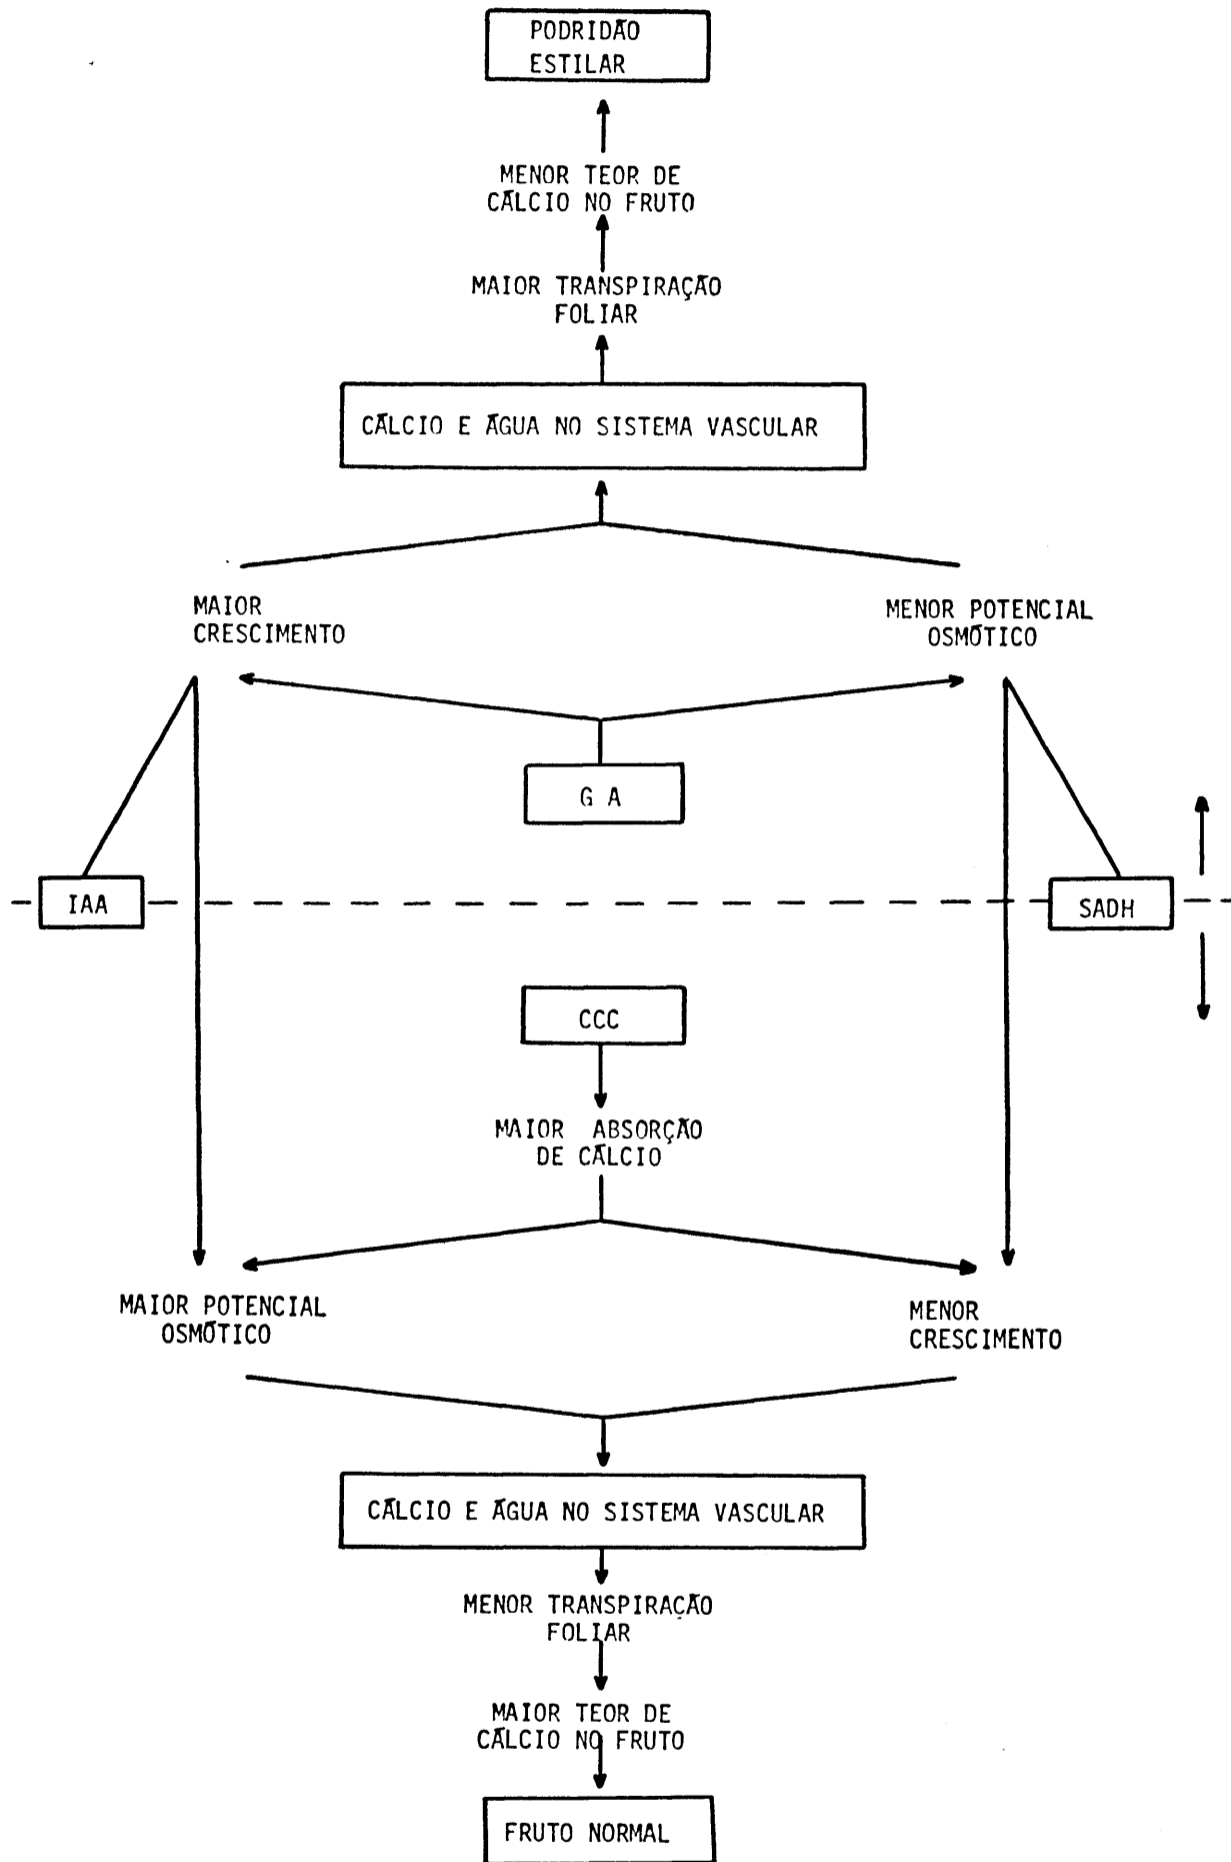 PODRIDÃO
ESTILAR
MENOR TEOR DE
CÁLCIO NO FRUTO
MAIOR TRANSPIRAÇÃO
FOLIAR
CÁLCIO E ÁGUA NO SISTEMA VASCULAR
MAIOR
CRESCIMENTO
MENOR POTENCIAL
OSMÓTICO
G A
IAA
SADH
CCC
MAIOR ABSORÇÃO
DE CÁLCIO
MAIOR POTENCIAL
OSMÓTICO
MENOR
CRESCIMENTO
CÁLCIO E ÁGUA NO SISTEMA VASCULAR
MENOR TRANSPIRAÇÃO
FOLIAR
MAIOR TEOR DE
CÁLCIO NO FRUTO
FRUTO NORMAL